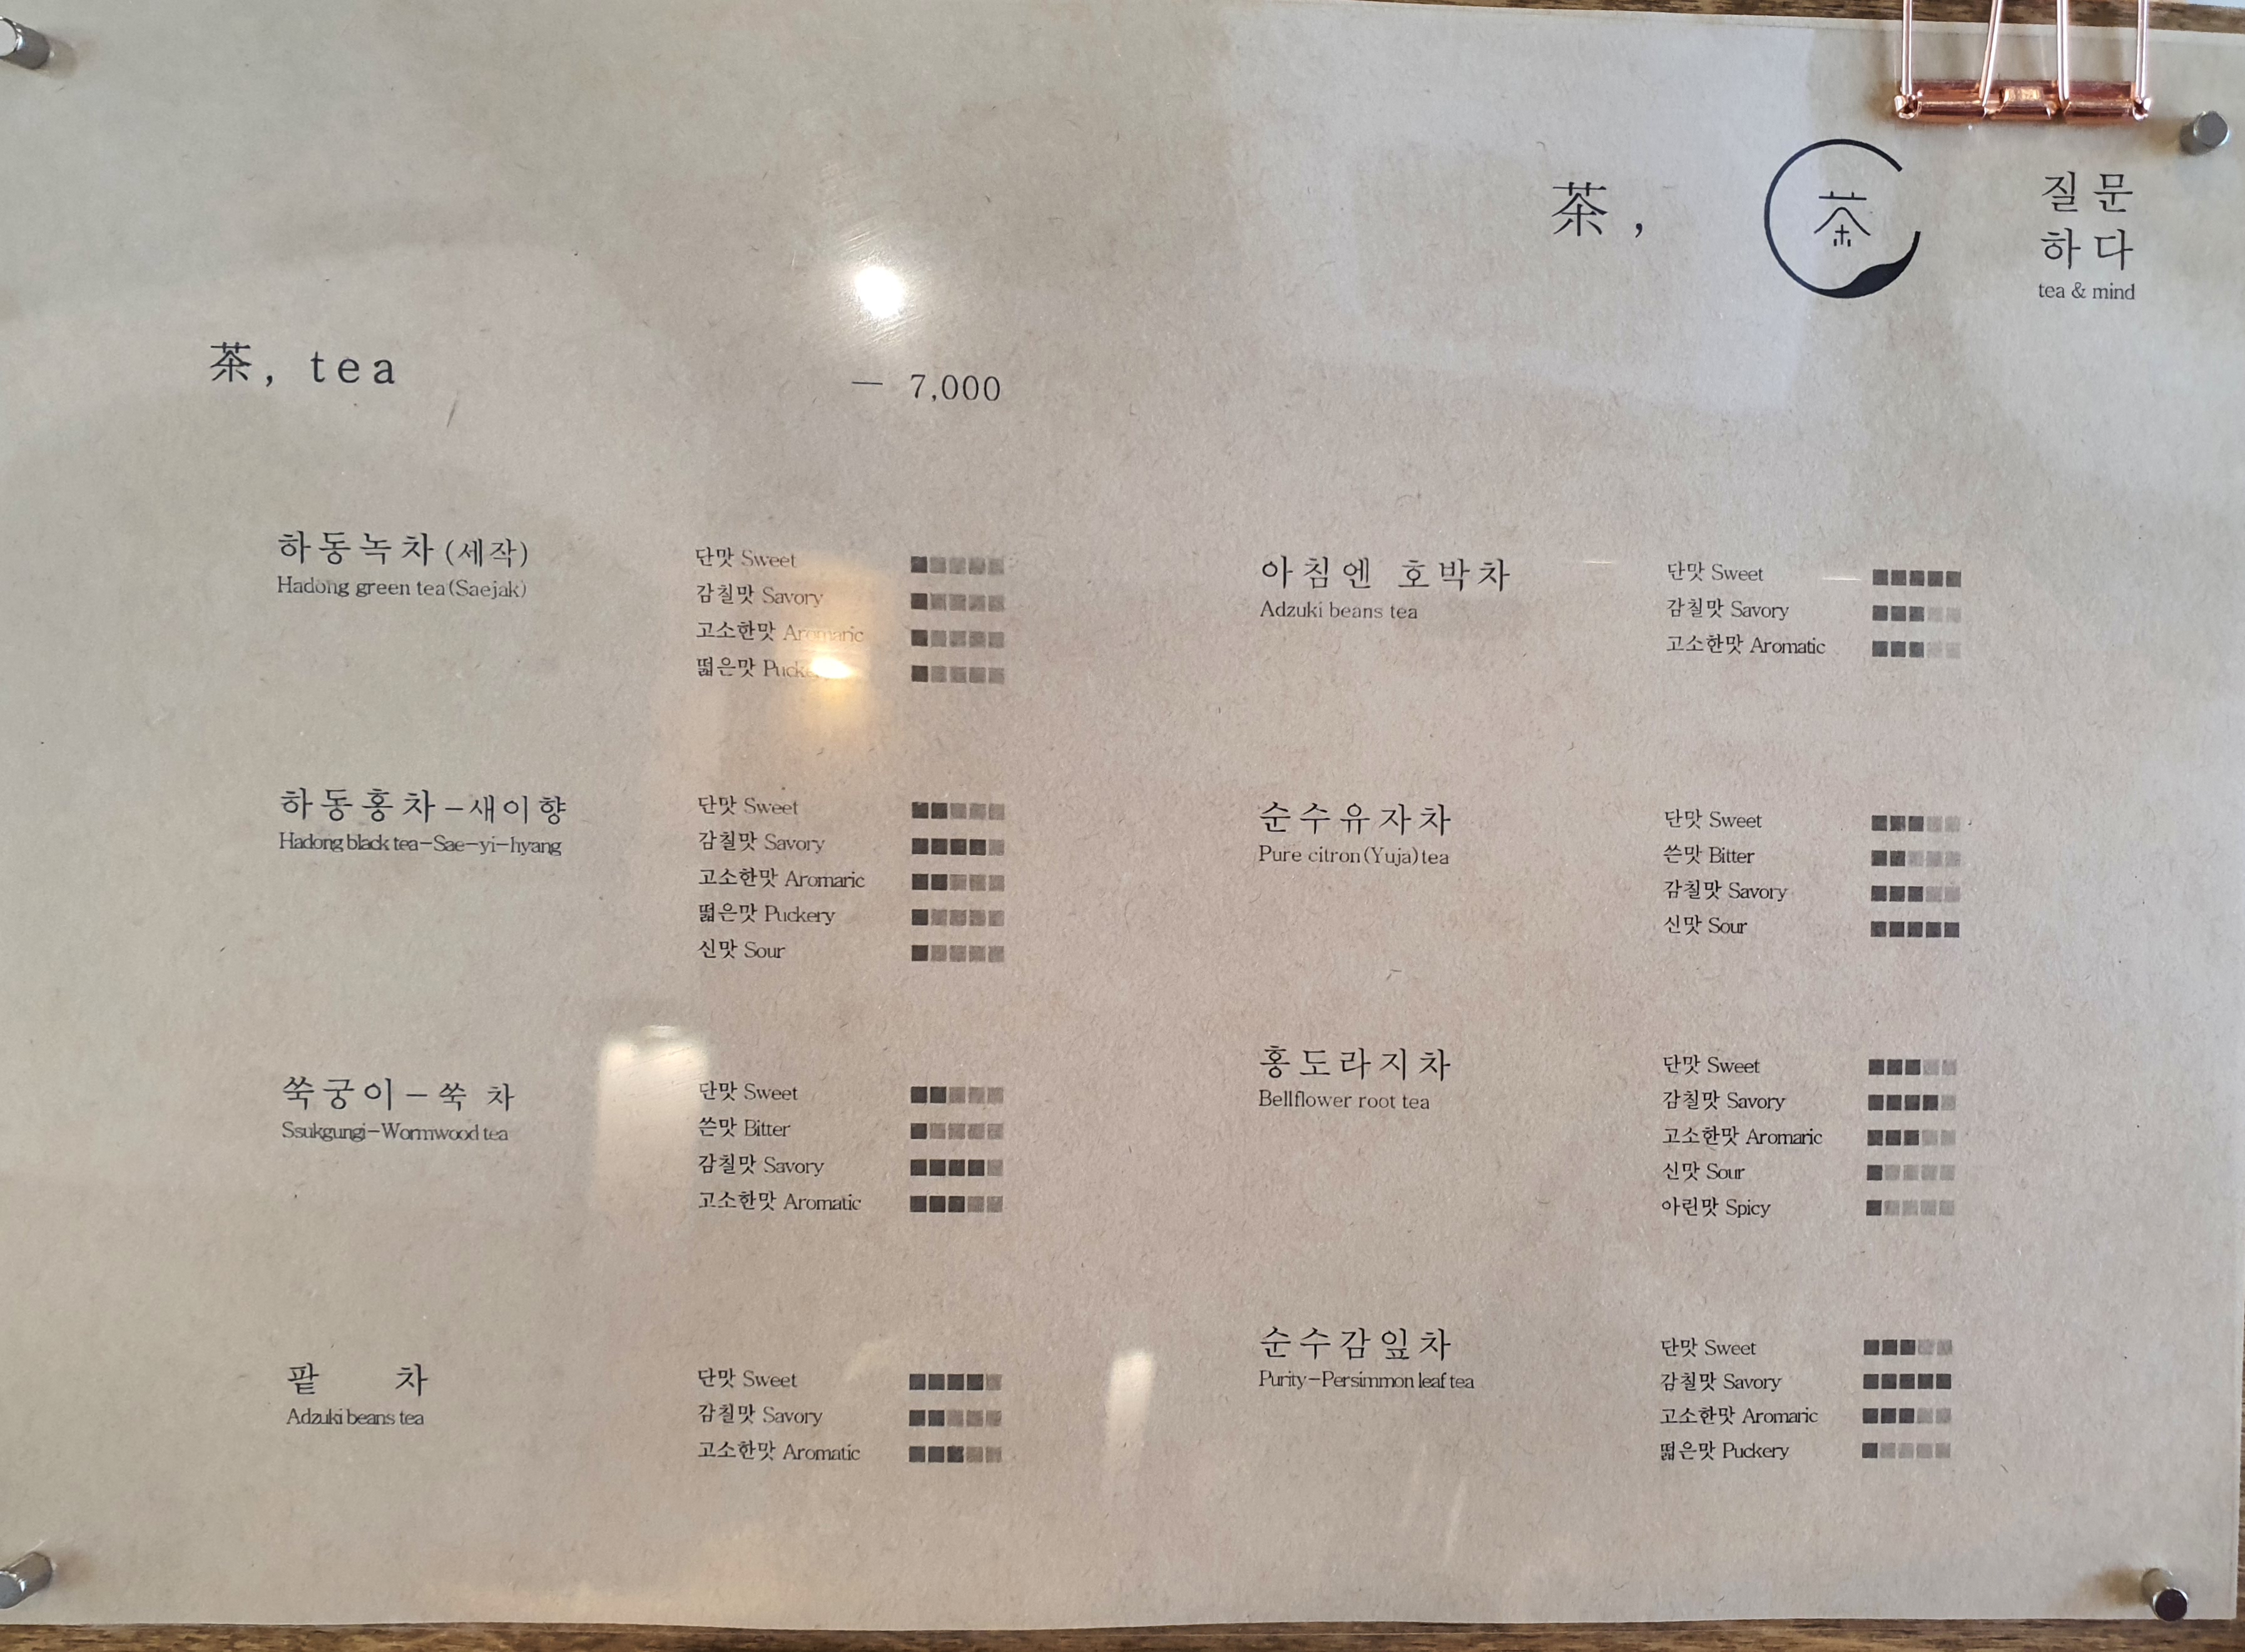 茶, 茶 질문
하다
tea & mind
茶, tea — 7,000
하동녹차(세작)
Hadong green tea(Saejak)
단맛 Sweet
감칠맛 Savory
고소한맛 Aromaric
떫은맛 Puckery
하동홍차-새이향
Hadong black tea-Sae-yi-hyang
단맛 Sweet
감칠맛 Savory
고소한맛 Aromaric
떫은맛 Puckery
신맛 Sour
쑥궁이-쑥 차
Ssukgungi-Wormwood tea
단맛 Sweet
쓴맛 Bitter
감칠맛 Savory
고소한맛 Aromatic
팥 차
Adzuki beans tea
단맛 Sweet
감칠맛 Savory
고소한맛 Aromatic
아침엔 호박차
Adzuki beans tea
단맛 Sweet
감칠맛 Savory
고소한맛 Aromatic
순수유자차
Pure citron(Yuja)tea
단맛 Sweet
쓴맛 Bitter
감칠맛 Savory
신맛 Sour
홍도라지차
Bellflower root tea
단맛 Sweet
감칠맛 Savory
고소한맛 Aromaric
신맛 Sour
아린맛 Spicy
순수감잎차
Purity-Persimmon leaf tea
단맛 Sweet
감칠맛 Savory
고소한맛 Aromaric
떫은맛 Puckery